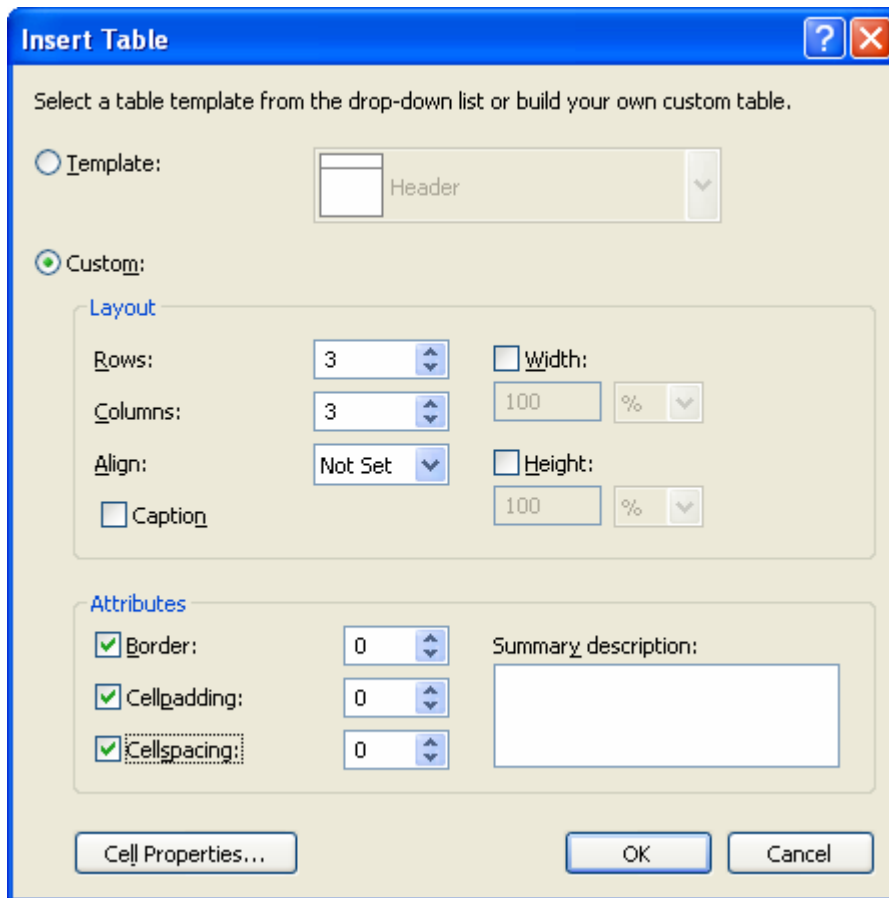 Insert Table
?
Select a table template from the drop-down list or build your own custom table.
Template:
Header
Custom:
Layout
Rows: 3 Width:
100 %
Columns: 3
Align: Not Set Height:
100 %
Caption
Attributes
Border: 0 Summary description:
Cellpadding: 0
Cellspacing: 0
Cell Properties... OK Cancel